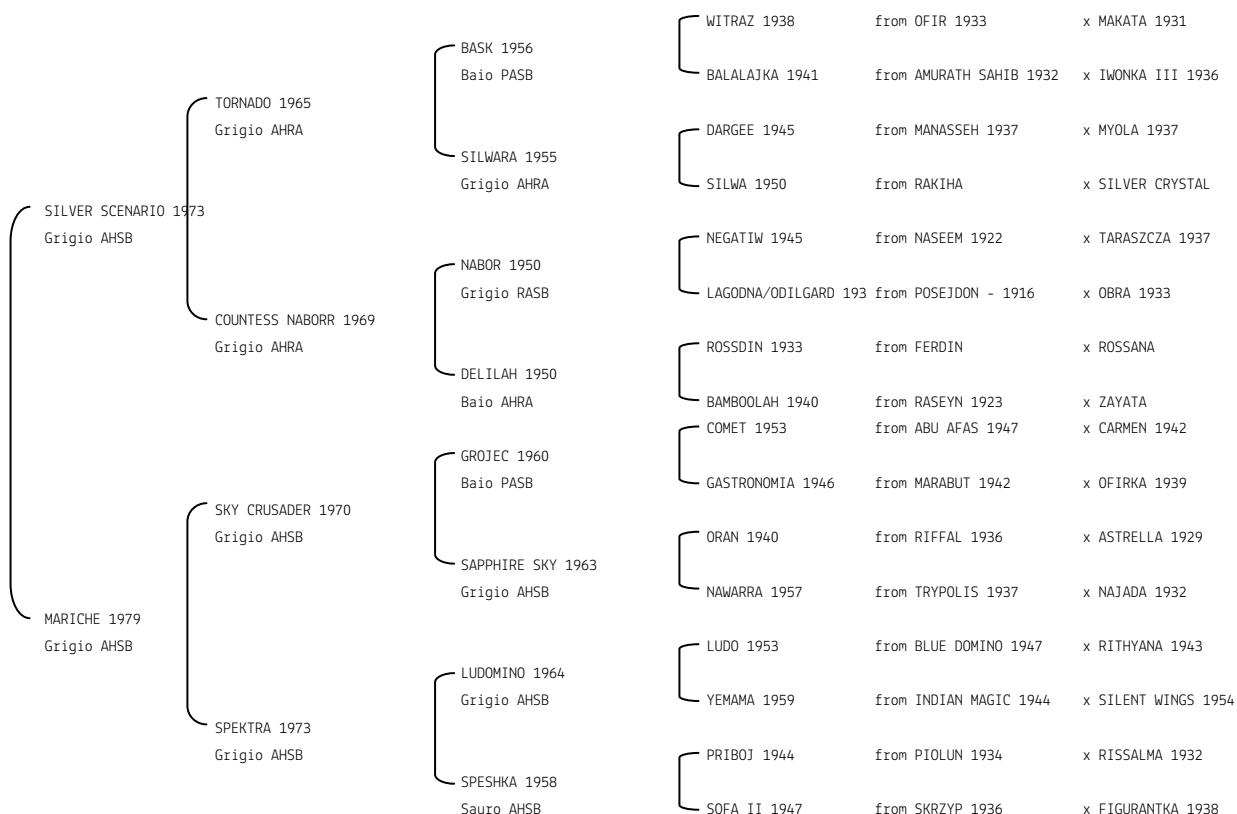 WITRAZ 1938 from OFIR 1933 x MAKATA 1931
BASK 1956
Baio PASB
BALALAJKA 1941 from AMURATH SAHIB 1932 x IWONKA III 1936
TORNADO 1965
Grigio AHRA
DARGEE 1945 from MANASSEH 1937 x MYOLA 1937
SILWARA 1955
Grigio AHRA
SILWA 1950 from RAKIHA x SILVER CRYSTAL
SILVER SCENARIO 1973
Grigio AHSB
NEGATIW 1945 from NASEEM 1922 x TARASZCZA 1937
NABOR 1950
Grigio RASB
LAGODNA/ODILGARD 193 from POSEJDON - 1916 x OBRA 1933
COUNTESS NABORR 1969
Grigio AHRA
ROSSDIN 1933 from FERDIN x ROSSANA
DELILAH 1950
Baio AHRA
BAMBOOLAH 1940 from RASEYN 1923 x ZAYATA
COMET 1953 from ABU AFAS 1947 x CARMEN 1942
GROJEC 1960
Baio PASB
GASTRONOMIA 1946 from MARABUT 1942 x OFIRKA 1939
SKY CRUSADER 1970
Grigio AHSB
ORAN 1940 from RIFFAL 1936 x ASTRELLA 1929
SAPPHIRE SKY 1963
Grigio AHSB
NAWARRA 1957 from TRYPOLIS 1937 x NAJADA 1932
MARICHE 1979
Grigio AHSB
LUDO 1953 from BLUE DOMINO 1947 x RITHYANA 1943
LUDOMINO 1964
Grigio AHSB
YEMAMA 1959 from INDIAN MAGIC 1944 x SILENT WINGS 1954
SPEKTRA 1973
Grigio AHSB
PRIBOJ 1944 from PIOLUN 1934 x RISSALMA 1932
SPESHKA 1958
Sauro AHSB
SOFA II 1947 from SKRZYP 1936 x FIGURANTKA 1938